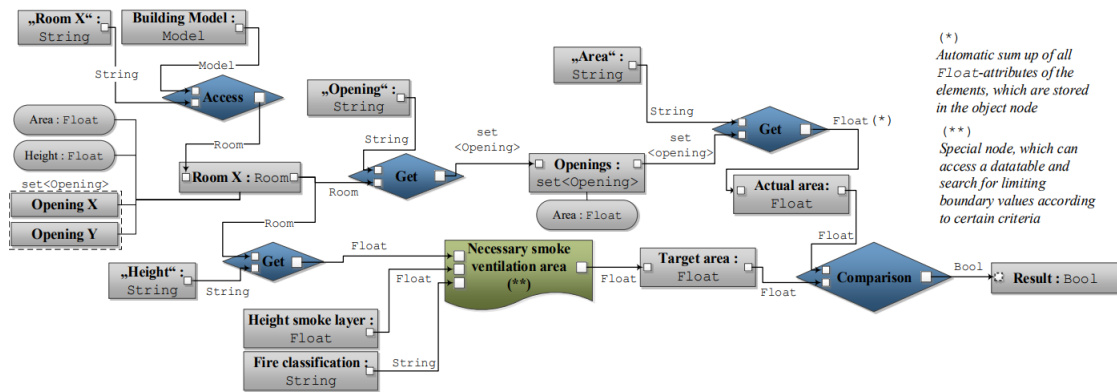 „Room X“ :
String
Building Model :
Model
String
Model
Access
Area : Float
Height : Float
set<Opening>
Opening X
Opening Y
Room
Room X : Room
Room
Room
„Opening“ :
String
String
Get
set
<Opening>
Openings :
set<Opening>
Area : Float
„Area“ :
String
String
set
<opening>
Get
Float (*)
Actual area:
Float
Float
„Height“ :
String
String
Get
Float
Height smoke layer :
Float
Float
Fire classification :
String
String
Necessary smoke
ventilation area
(**)
Float
Target area :
Float
Float
Comparison
Bool
Result : Bool
(*)
Automatic sum up of all
Float-attributes of the
elements, which are stored
in the object node
(**)
Special node, which can
access a datatable and
search for limiting
boundary values according
to certain criteria